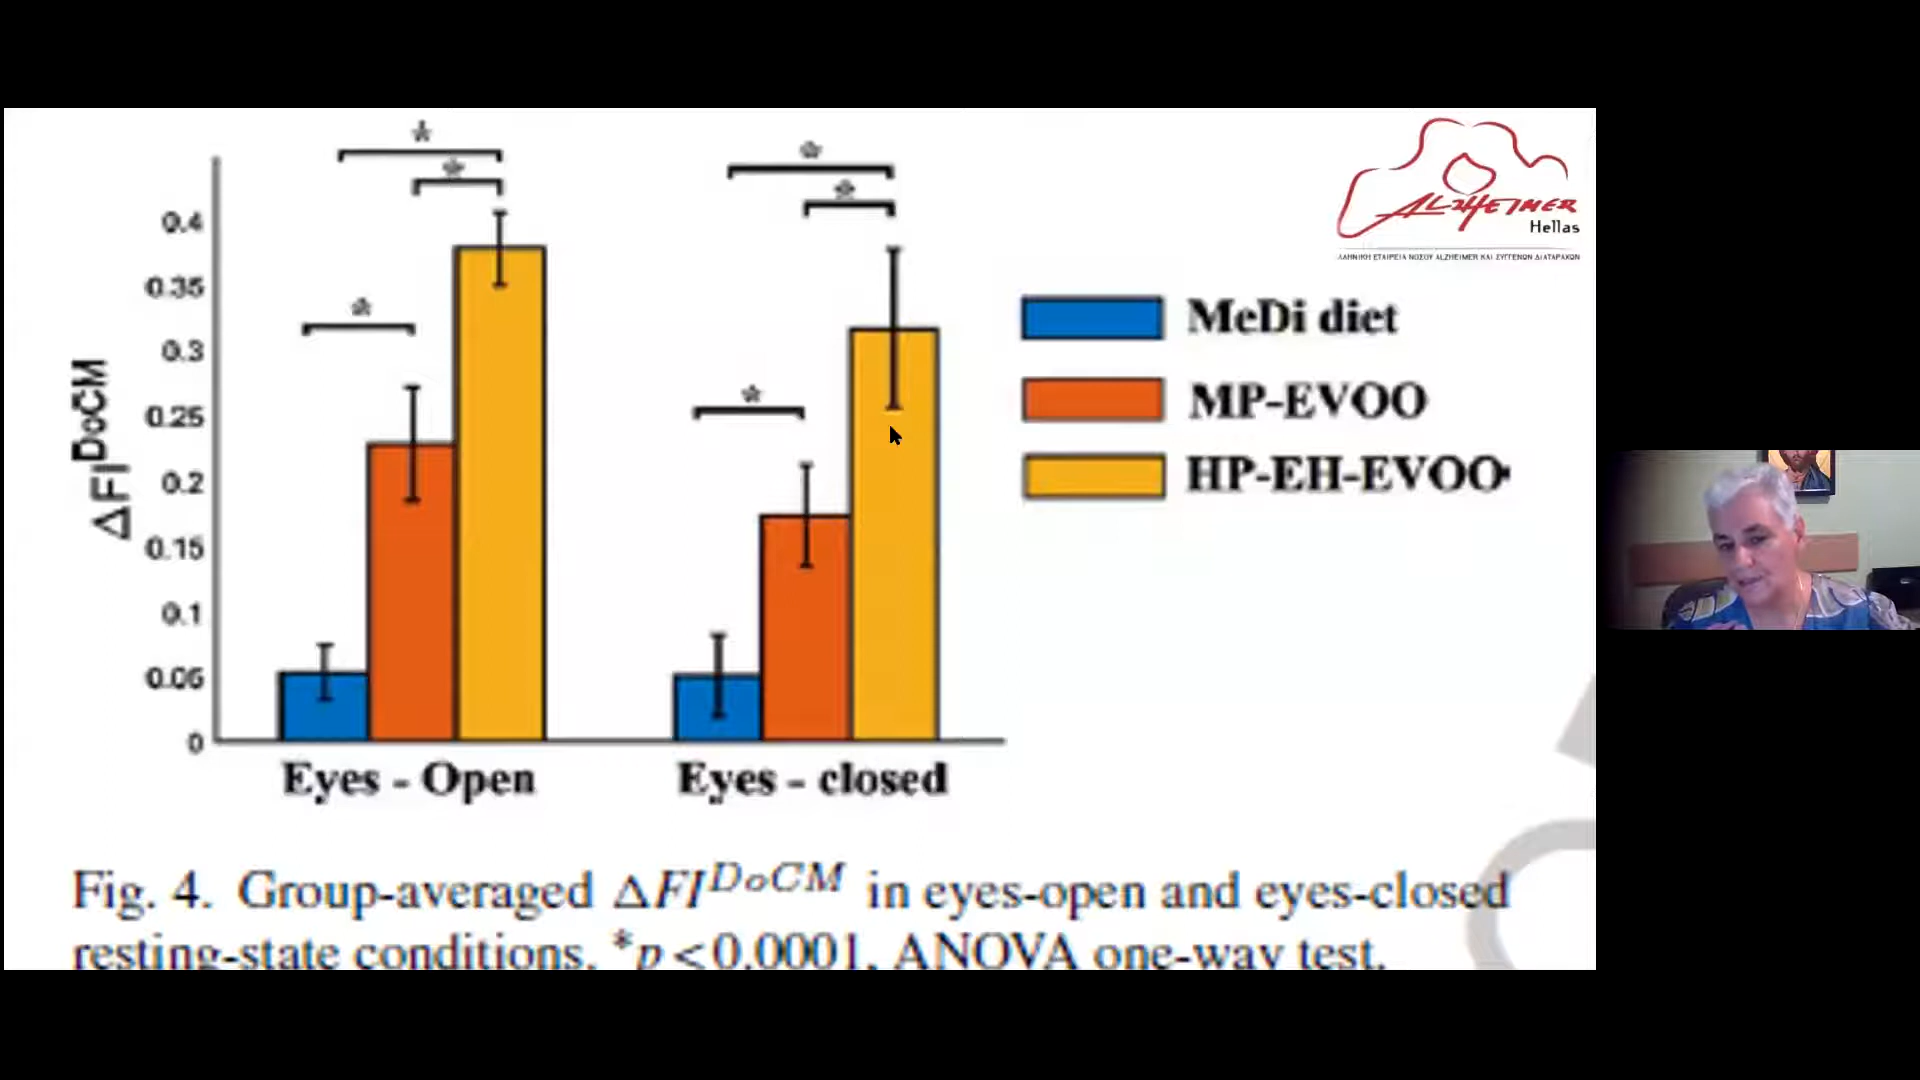 *
*
*
*
*
*
0.4
0.35
0.3
0.25
0.2
0.15
0.1
0.05
0
ΔFI^DoCM
Eyes - Open
Eyes - closed
MeDi diet
MP-EVOO
HP-EH-EVOO
ALZHEIMER
Hellas
ΛΛΗΝΙΚΗ ΕΤΑΙΡΕΙΑ ΝΟΣΟΥ ALZHEIMER ΚΑΙ ΣΥΓΓΕΝΩΝ ΔΙΑΤΑΡΑΧΩΝ
Fig. 4. Group-averaged ΔFI^DoCM in eyes-open and eyes-closed
resting-state conditions. *p<0.0001, ANOVA one-way test.